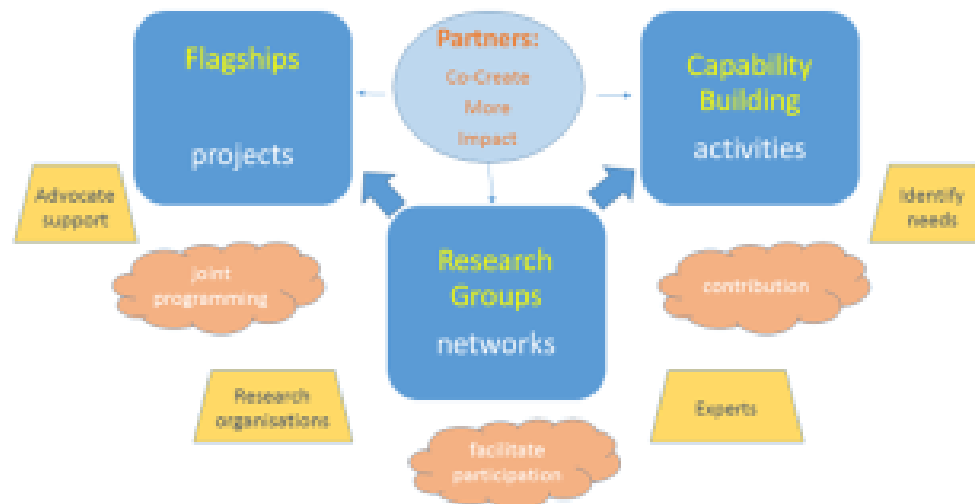 Flagships
projects
Partners:
Co-Create
More
Impact
Capability
Building
activities
Advocate
support
Identify
needs
joint
programming
Research
Groups
networks
contribution
Research
organisations
Experts
facilitate
participation